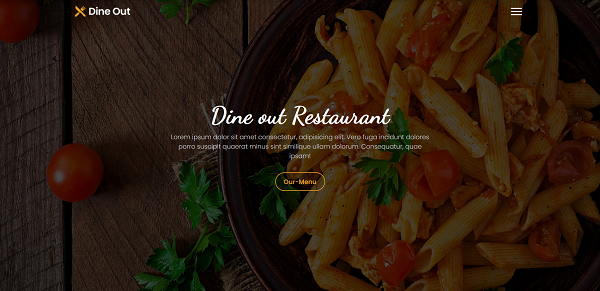 Dine Out
Dine out Restaurant
Lorem ipsum dolor sit amet consectetur, adipisicing elit. Vero fuga incidunt dolores
porro suscipit quaerat minus sint similique ullam dolorum. Consequatur, quae
ipsam!
Our-Menu